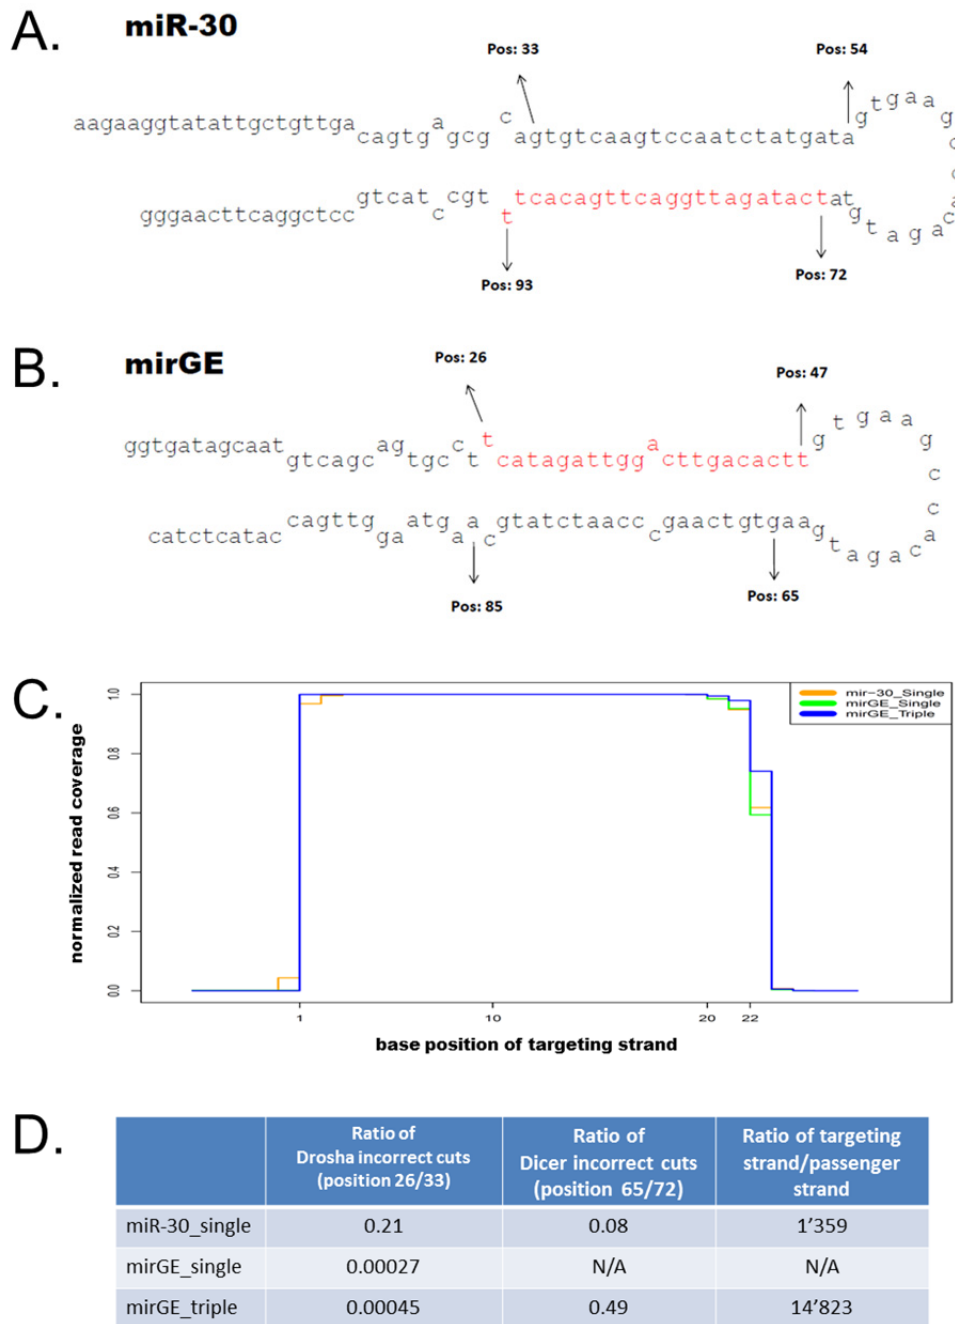 A.
miR-30
Pos: 33
Pos: 54
aagaaggtatattgctgttga cagtg a gcg c agtgtcaagtccaatctatgata gtgaag
gggaacttcaggctcc gtcat c cgt t tcacagttcaggttagatact at g
Pos: 93
Pos: 72
B.
mirGE
Pos: 26
Pos: 47
ggtgatagcaat gtcagc ag tgc c t t catagattgg a cttgacactt gtgaagccacagatg
catctcatac cagttg ga atg a a c gtatctaacc c gaactgtgaa
Pos: 85
Pos: 65
C.
mir-30_Single
mirGE_Single
mirGE_Triple
normalized read coverage
1.0
0.8
0.6
0.4
0.2
0.0
1
10
20
22
base position of targeting strand
D.
Ratio of Drosha incorrect cuts (position 26/33)
Ratio of Dicer incorrect cuts (position 65/72)
Ratio of targeting strand/passenger strand
miR-30_single 0.21 0.08 1'359
mirGE_single 0.00027 N/A N/A
mirGE_triple 0.00045 0.49 14'823